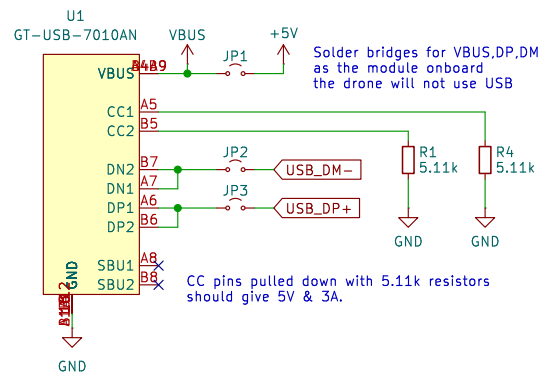 U1
GT-USB-7010AN
VBUS
+5V
JP1
Solder bridges for VBUS,DP,DM
as the module onboard
the drone will not use USB
VBUS
CC1 A5
CC2 B5
R1
5.11k
R4
5.11k
DN2 B7
JP2
USB_DM-
DN1 A7
DP1 A6
JP3
USB_DP+
DP2 B6
GND
GND
SBU1 A8
SBU2 B8
GND
CC pins pulled down with 5.11k resistors
should give 5V & 3A.
GND